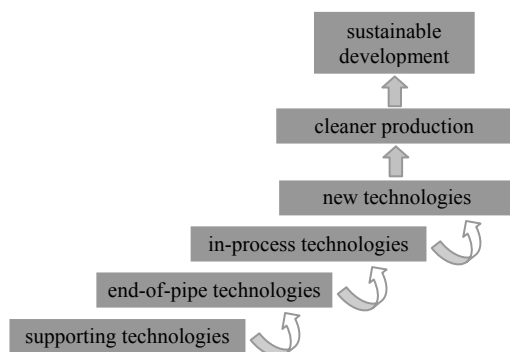 sustainable
development
cleaner production
new technologies
in-process technologies
end-of-pipe technologies
supporting technologies